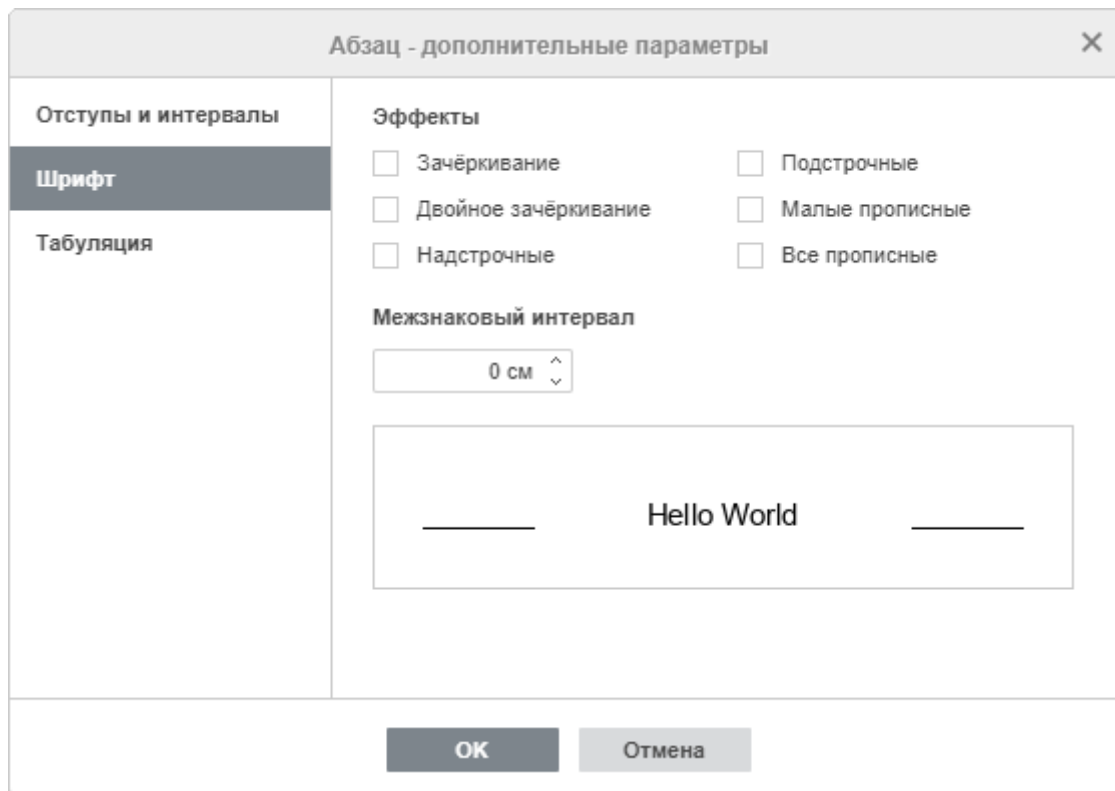 Абзац - дополнительные параметры
Отступы и интервалы
Шрифт
Табуляция
Эффекты
Зачёркивание
Подстрочные
Двойное зачёркивание
Малые прописные
Надстрочные
Все прописные
Межзнаковый интервал
0 см
Hello World
OK
Отмена